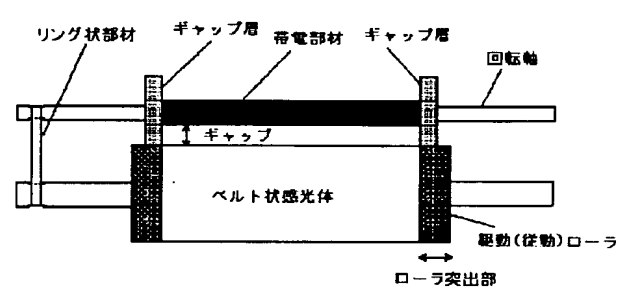 リング状部材
ギャップ層
帯電部材
ギャップ層
回転軸
ギャップ
ベルト状感光体
駆動(従動)ローラ
ローラ突出部